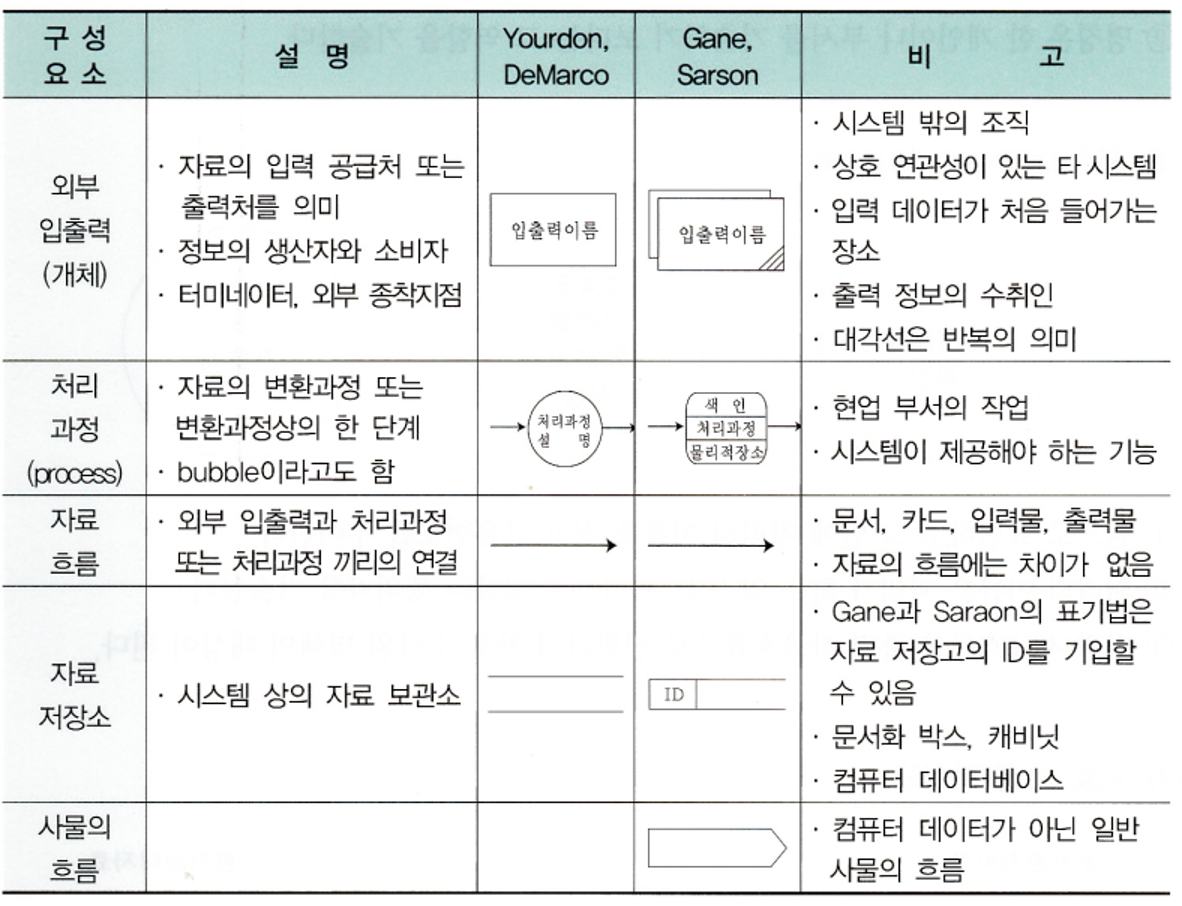 구 성
요 소
설 명
Yourdon,
DeMarco
Gane,
Sarson
비 고
외부
입출력
(개체)
· 자료의 입력 공급처 또는
출력처를 의미
· 정보의 생산자와 소비자
· 터미네이터, 외부 종착지점
입출력이름
입출력이름
· 시스템 밖의 조직
· 상호 연관성이 있는 타 시스템
· 입력 데이터가 처음 들어가는
장소
· 출력 정보의 수취인
· 대각선은 반복의 의미
처리
과정
(process)
· 자료의 변환과정 또는
변환과정상의 한 단계
· bubble이라고도 함
처리과정
설 명
색 인
처리과정
물리적장소
· 현업 부서의 작업
· 시스템이 제공해야 하는 기능
자료
흐름
· 외부 입출력과 처리과정
또는 처리과정 끼리의 연결
· 문서, 카드, 입력물, 출력물
· 자료의 흐름에는 차이가 없음
자료
저장소
· 시스템 상의 자료 보관소
ID
· Gane과 Saraon의 표기법은
자료 저장고의 ID를 기입할
수 있음
· 문서화 박스, 캐비닛
· 컴퓨터 데이터베이스
사물의
흐름
· 컴퓨터 데이터가 아닌 일반
사물의 흐름